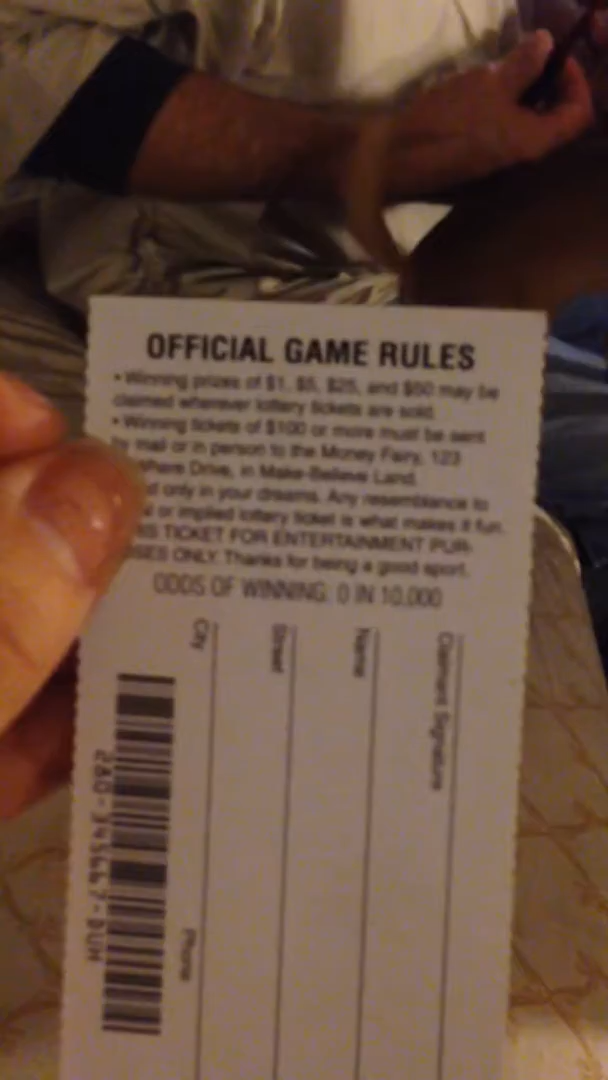 OFFICIAL GAME RULES
• Winning prizes of $1, $5, $25, and $50 may be
claimed wherever lottery tickets are sold.
• Winning tickets of $100 or more must be sent
by mail or in person to the Money Fairy, 123
Drive, in Make-Believe Land.
only in your dreams. Any resemblance to
or implied lottery ticket is what makes it fun.
TICKET FOR ENTERTAINMENT PUR-
ONLY. Thanks for being a good sport.
ODDS OF WINNING: 0 IN 10,000
Claimant Signature
Name
Street
City
Phone